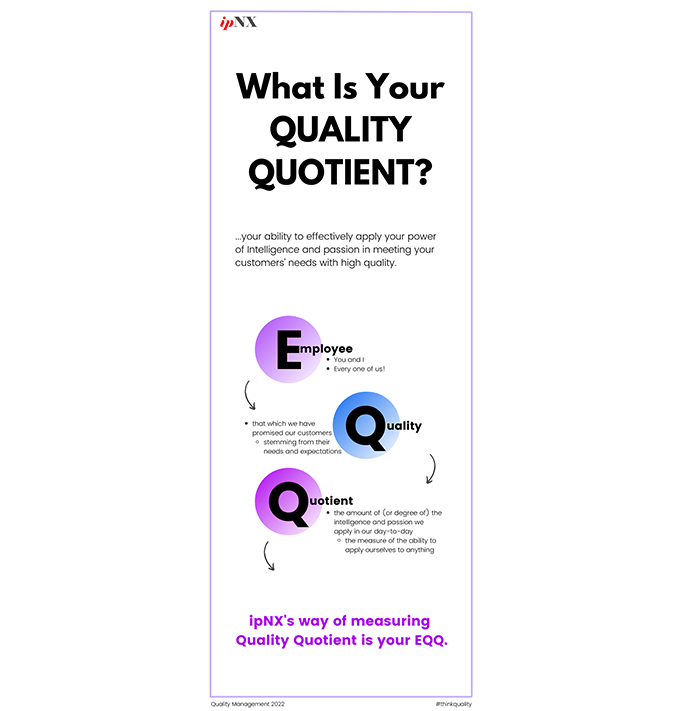 ipNX
What Is Your
QUALITY
QUOTIENT?
...your ability to effectively apply your power
of Intelligence and passion in meeting your
customers' needs with high quality.
Employee
• You and I
• Every one of us!
Quality
• that which we have
promised our customers
○ stemming from their
needs and expectations
Quotient
• the amount of (or degree of) the
intelligence and passion we
apply in our day-to-day
○ the measure of the ability to
apply ourselves to anything
ipNX's way of measuring
Quality Quotient is your EQQ.
Quality Management 2022
#thinkquality